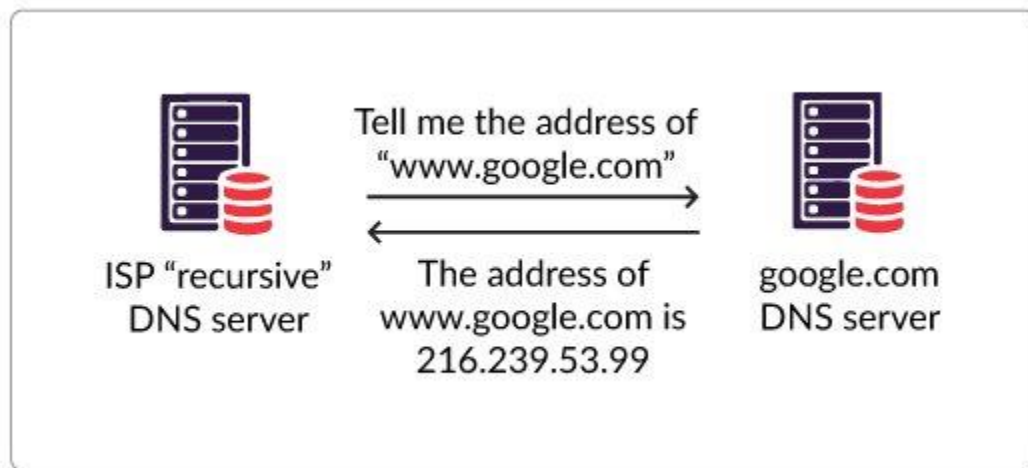 Tell me the address of
“www.google.com”
ISP “recursive”
DNS server
The address of
www.google.com is
216.239.53.99
google.com
DNS server